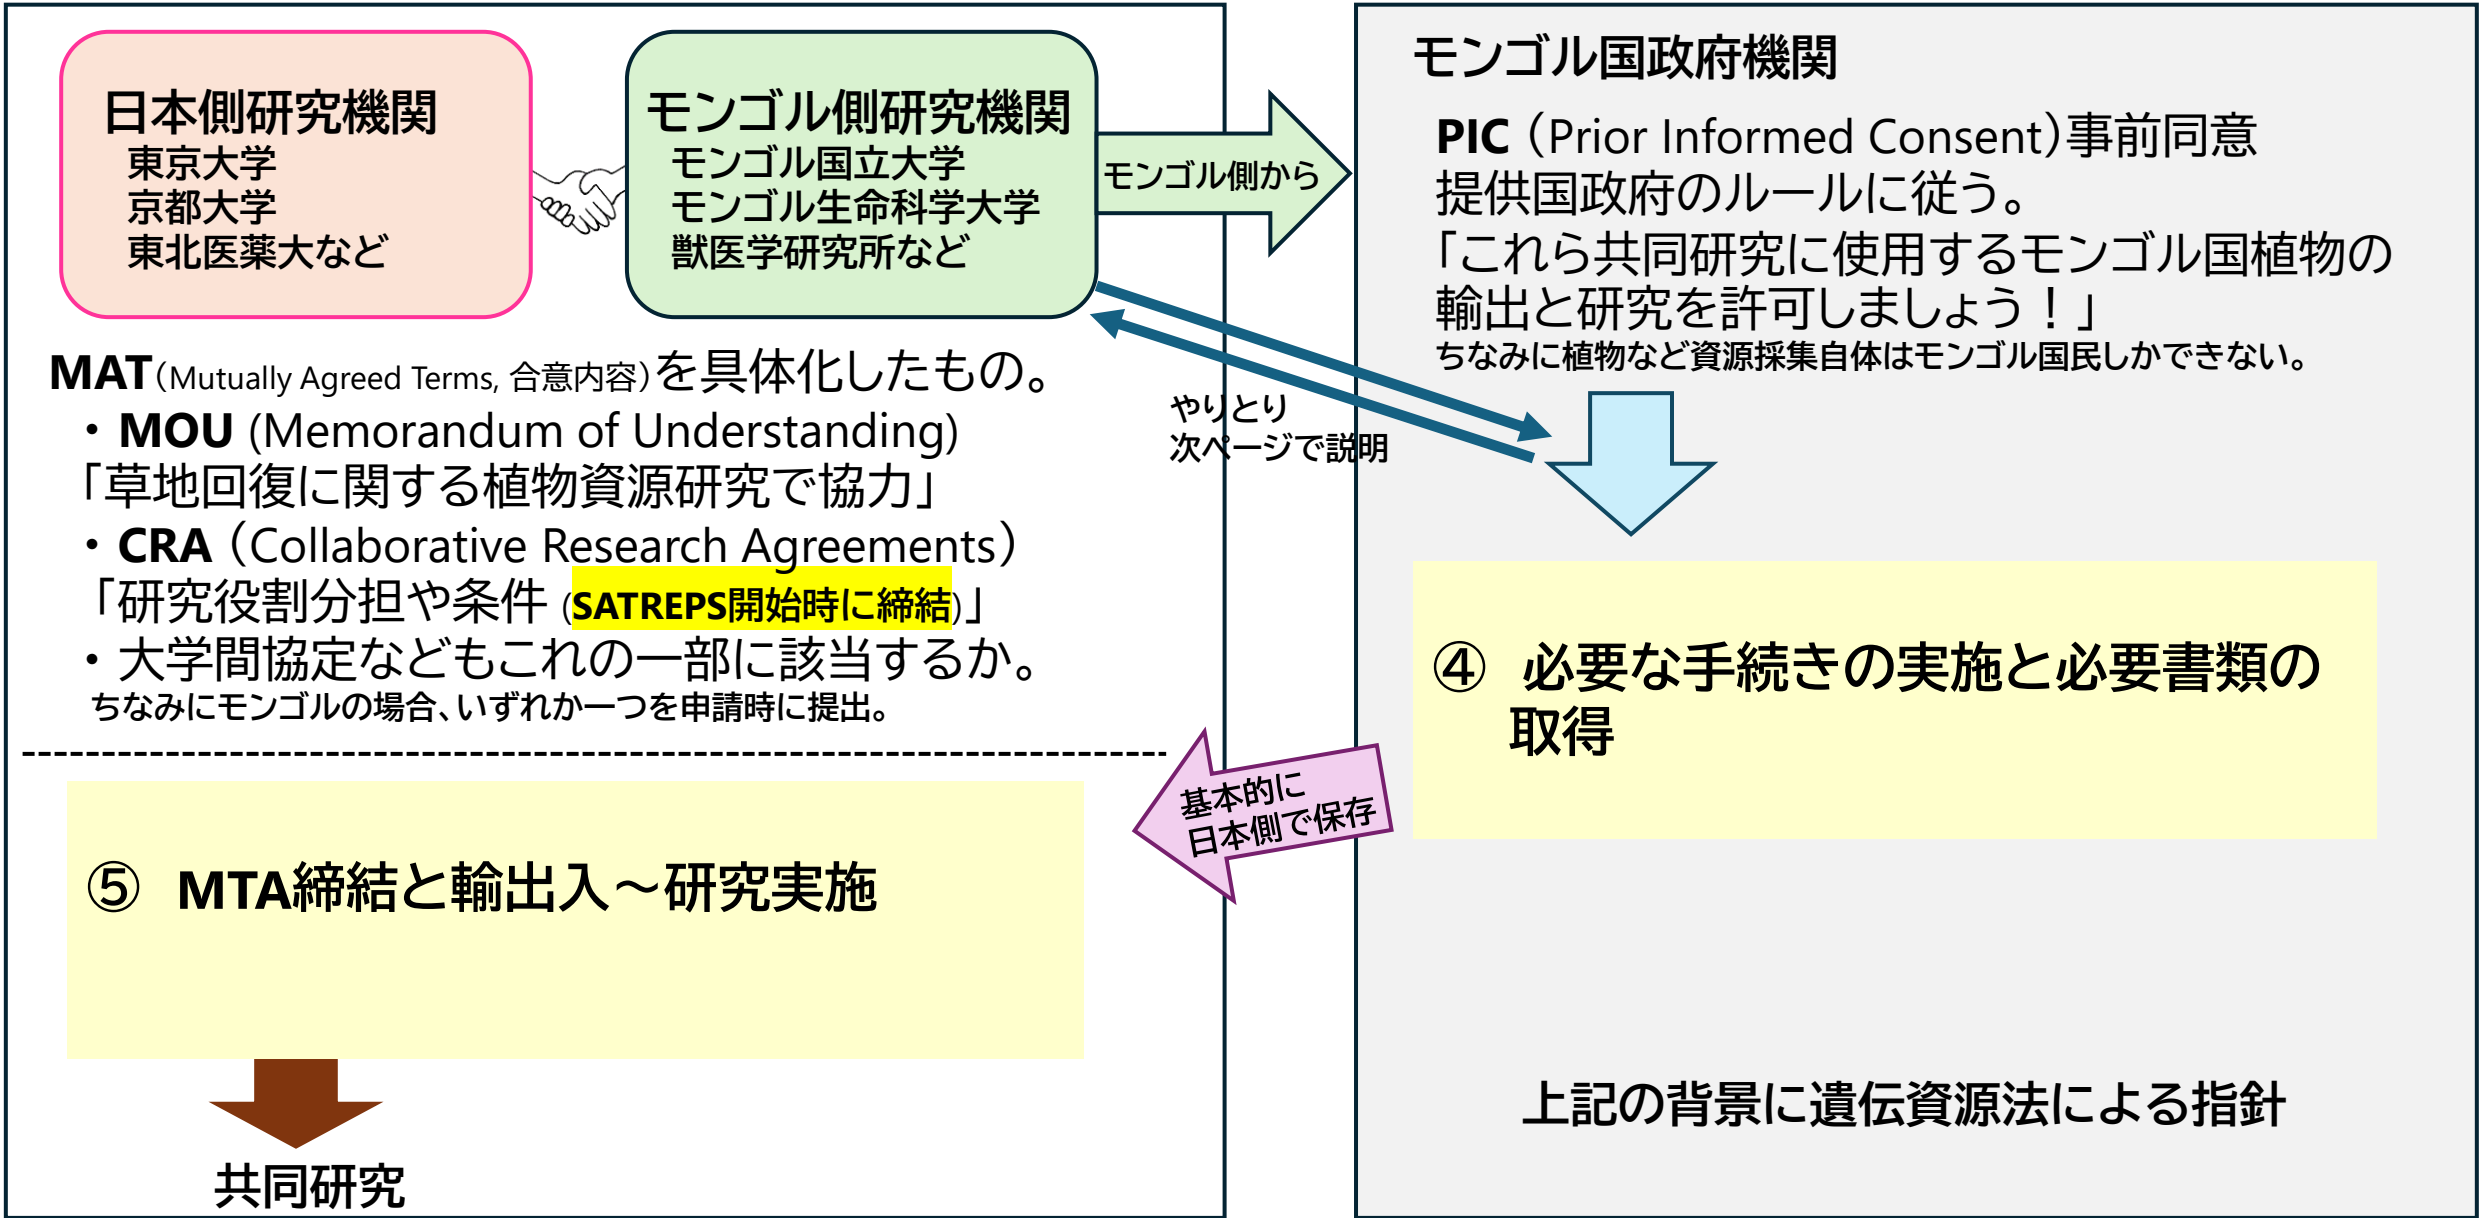 日本側研究機関
東京大学
京都大学
東北医薬大など
モンゴル側研究機関
モンゴル国立大学
モンゴル生命科学大学
獣医学研究所など
モンゴル側から
MAT（Mutually Agreed Terms, 合意内容）を具体化したもの。
・MOU (Memorandum of Understanding)
「草地回復に関する植物資源研究で協力」
・CRA（Collaborative Research Agreements）
「研究役割分担や条件 (SATREPS開始時に締結)」
・大学間協定などもこれの一部に該当するか。
ちなみにモンゴルの場合、いずれか一つを申請時に提出。
やりとり
次ページで説明
モンゴル国政府機関
PIC（Prior Informed Consent）事前同意
提供国政府のルールに従う。
「これら共同研究に使用するモンゴル国植物の
輸出と研究を許可しましょう！」
ちなみに植物など資源採集自体はモンゴル国民しかできない。
④ 必要な手続きの実施と必要書類の
取得
基本的に
日本側で保存
⑤ MTA締結と輸出入～研究実施
共同研究
上記の背景に遺伝資源法による指針